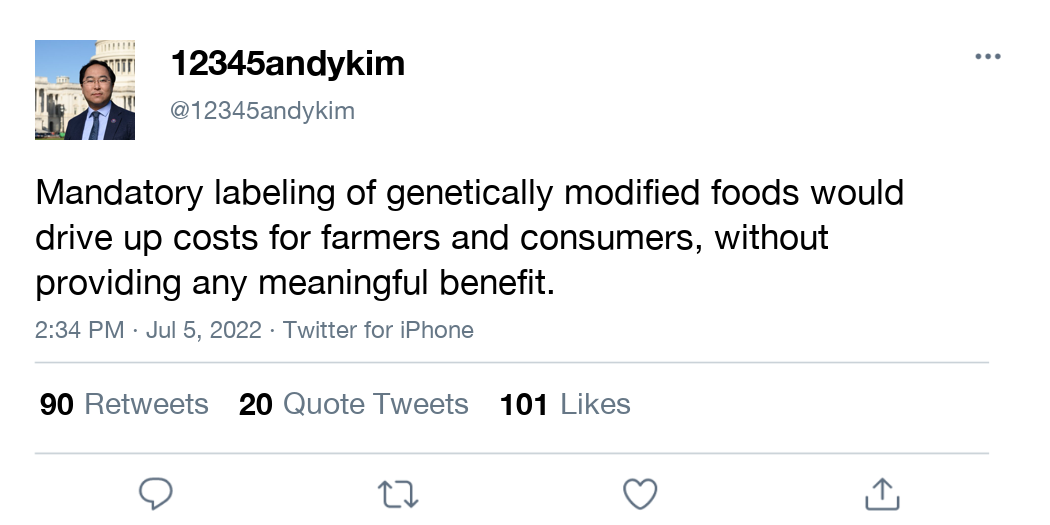 12345andykim
@12345andykim
Mandatory labeling of genetically modified foods would
drive up costs for farmers and consumers, without
providing any meaningful benefit.
2:34 PM · Jul 5, 2022 · Twitter for iPhone
90 Retweets 20 Quote Tweets 101 Likes